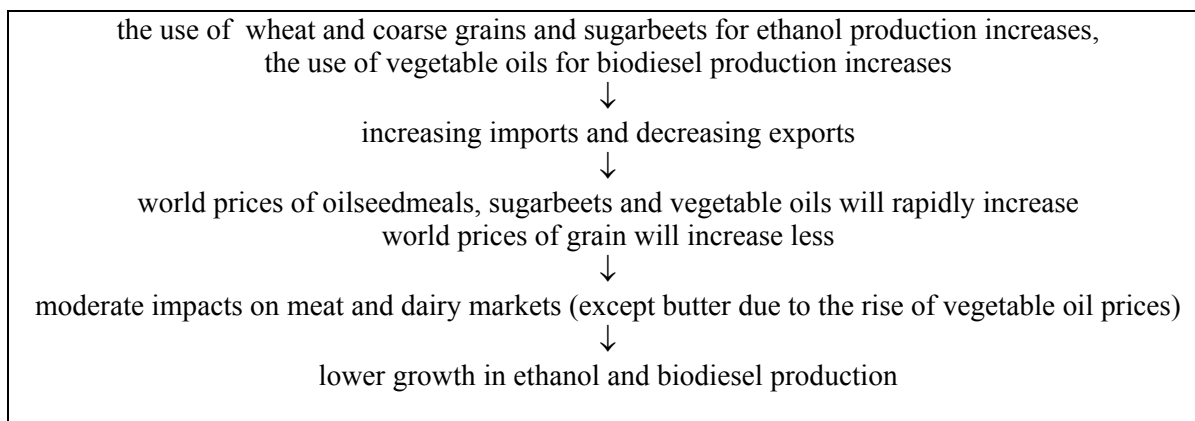 the use of wheat and coarse grains and sugarbeets for ethanol production increases,
the use of vegetable oils for biodiesel production increases
↓
increasing imports and decreasing exports
↓
world prices of oilseedmeals, sugarbeets and vegetable oils will rapidly increase
world prices of grain will increase less
↓
moderate impacts on meat and dairy markets (except butter due to the rise of vegetable oil prices)
↓
lower growth in ethanol and biodiesel production